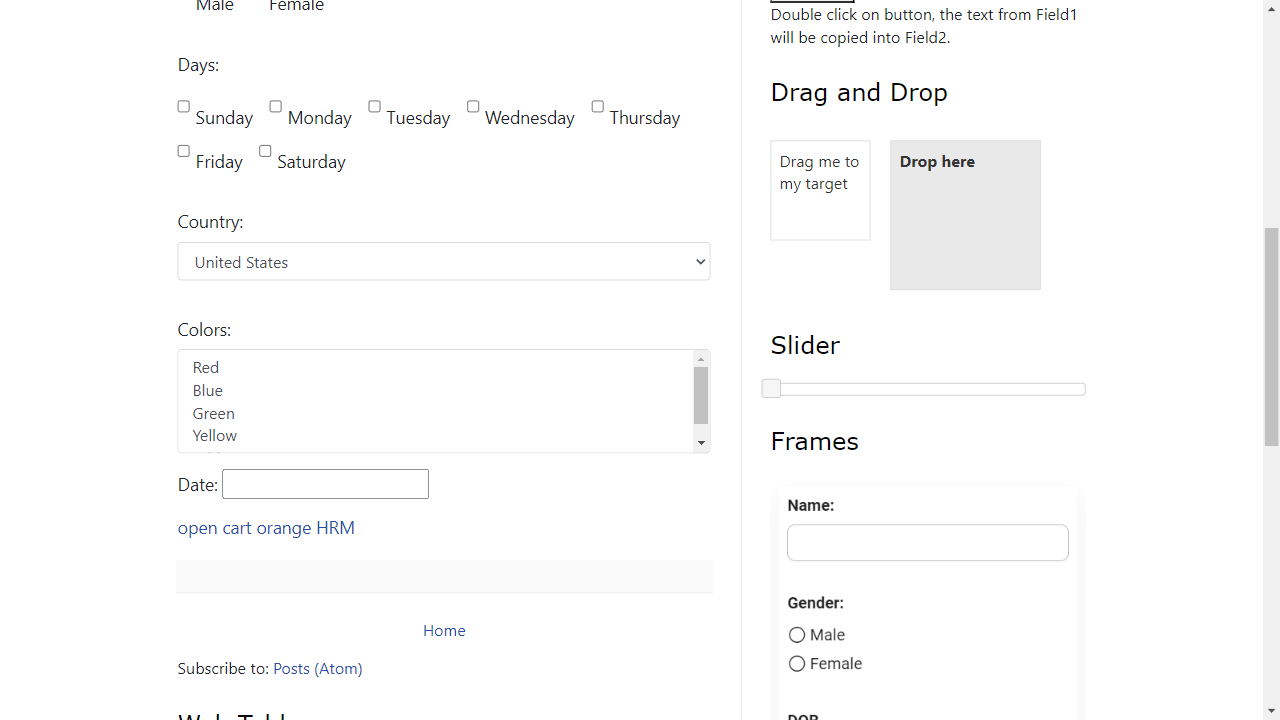 Male Female
Days:
Sunday Monday Tuesday Wednesday Thursday
Friday Saturday
Country:
United States
Colors:
Red
Blue
Green
Yellow
Date:
open cart orange HRM
Home
Subscribe to: Posts (Atom)
Double click on button, the text from Field1
will be copied into Field2.
Drag and Drop
Drag me to
my target
Drop here
Slider
Frames
Name:
Gender:
Male
Female
DOB